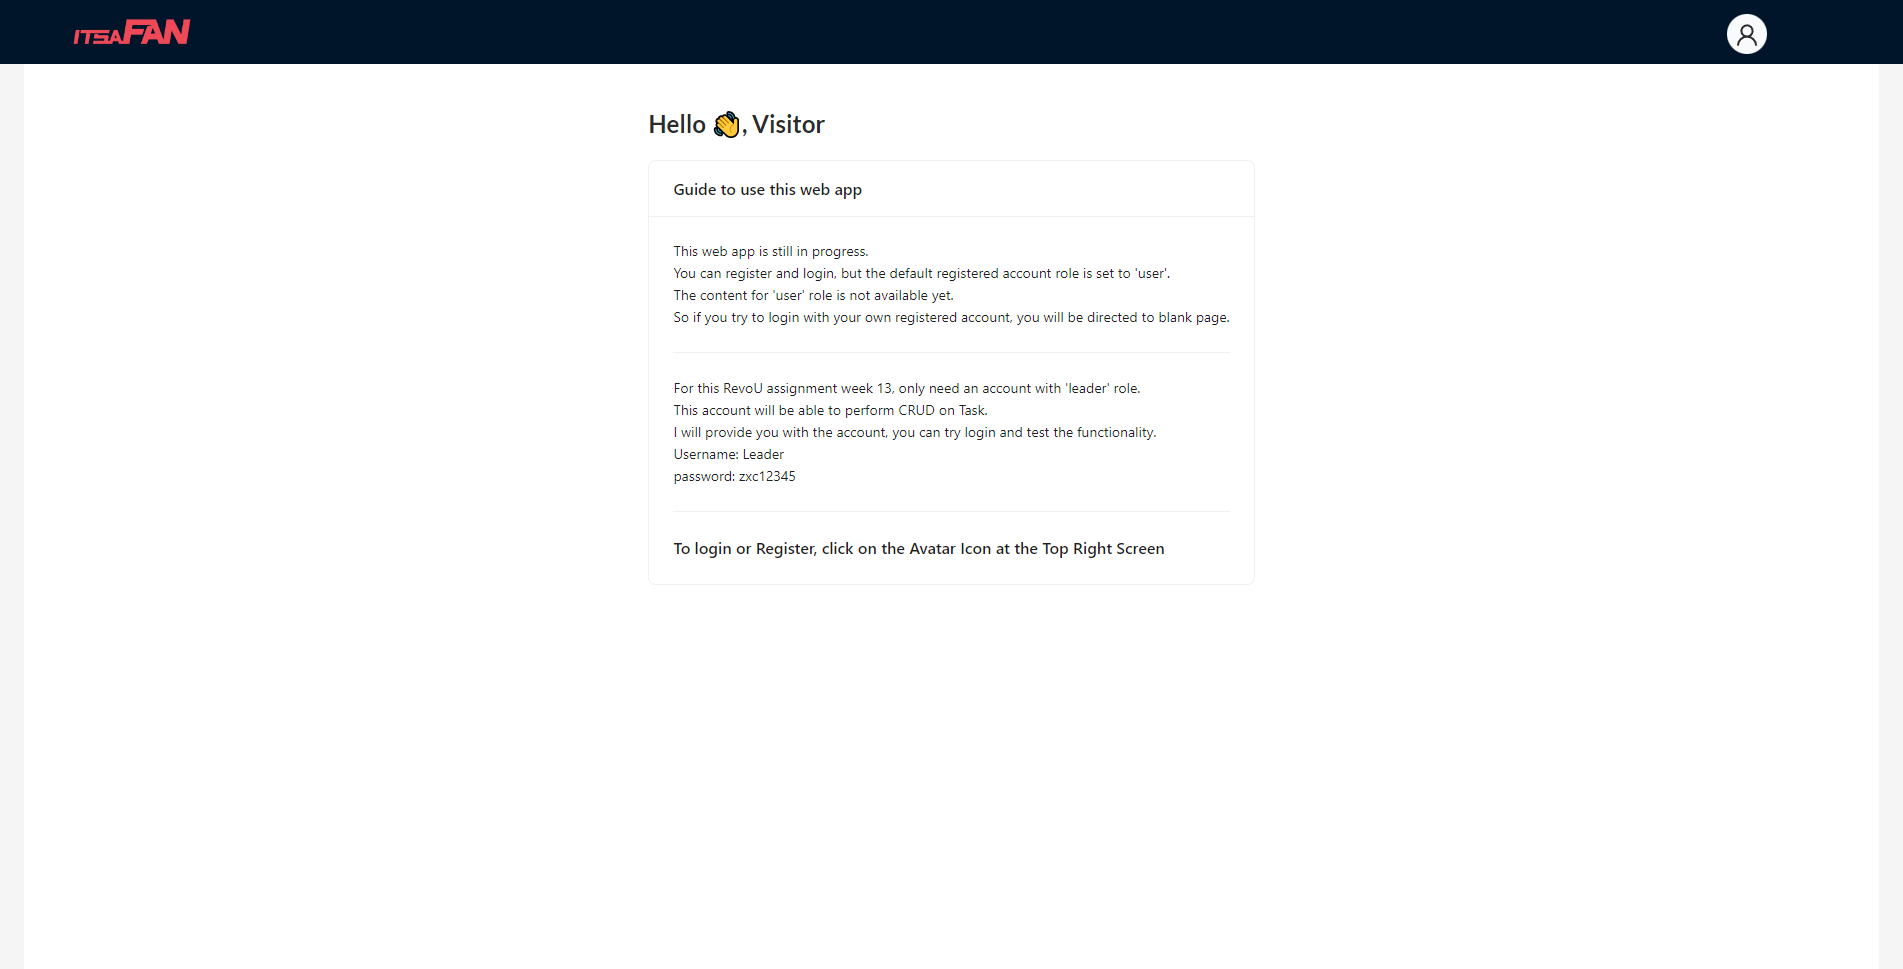 ITSAFAN
Hello 👋, Visitor
Guide to use this web app
This web app is still in progress.
You can register and login, but the default registered account role is set to 'user'.
The content for 'user' role is not available yet.
So if you try to login with your own registered account, you will be directed to blank page.
For this RevoU assignment week 13, only need an account with 'leader' role.
This account will be able to perform CRUD on Task.
I will provide you with the account, you can try login and test the functionality.
Username: Leader
password: zxc12345
To login or Register, click on the Avatar Icon at the Top Right Screen